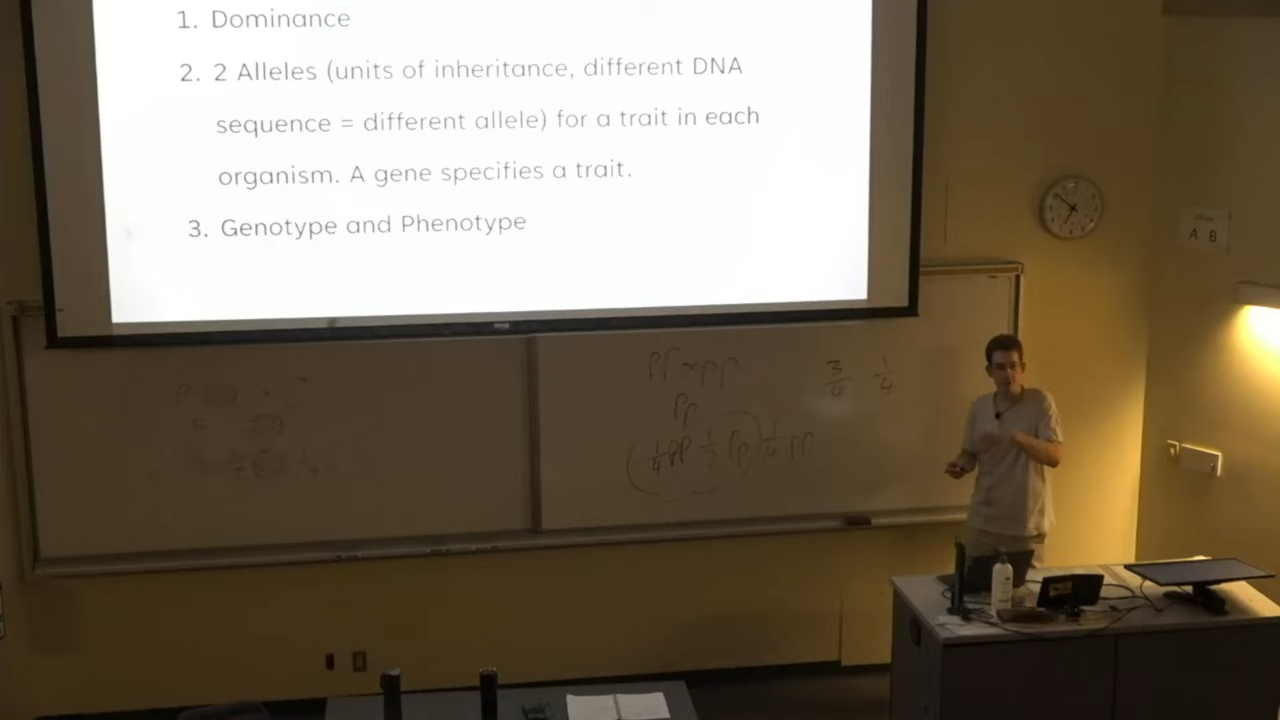 1. Dominance
2. 2 Alleles (units of inheritance, different DNA
sequence = different allele) for a trait in each
organism. A gene specifies a trait.
3. Genotype and Phenotype
A B
3/4 1/4
Pp
(1/4 PP 1/2 Pp) 1/4 pp